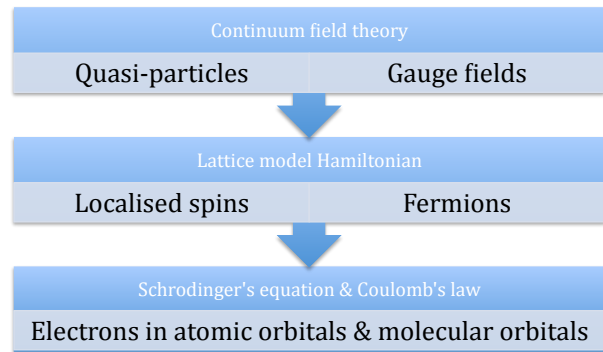 Continuum field theory
Quasi-particles Gauge fields
Lattice model Hamiltonian
Localised spins Fermions
Schrodinger's equation & Coulomb's law
Electrons in atomic orbitals & molecular orbitals